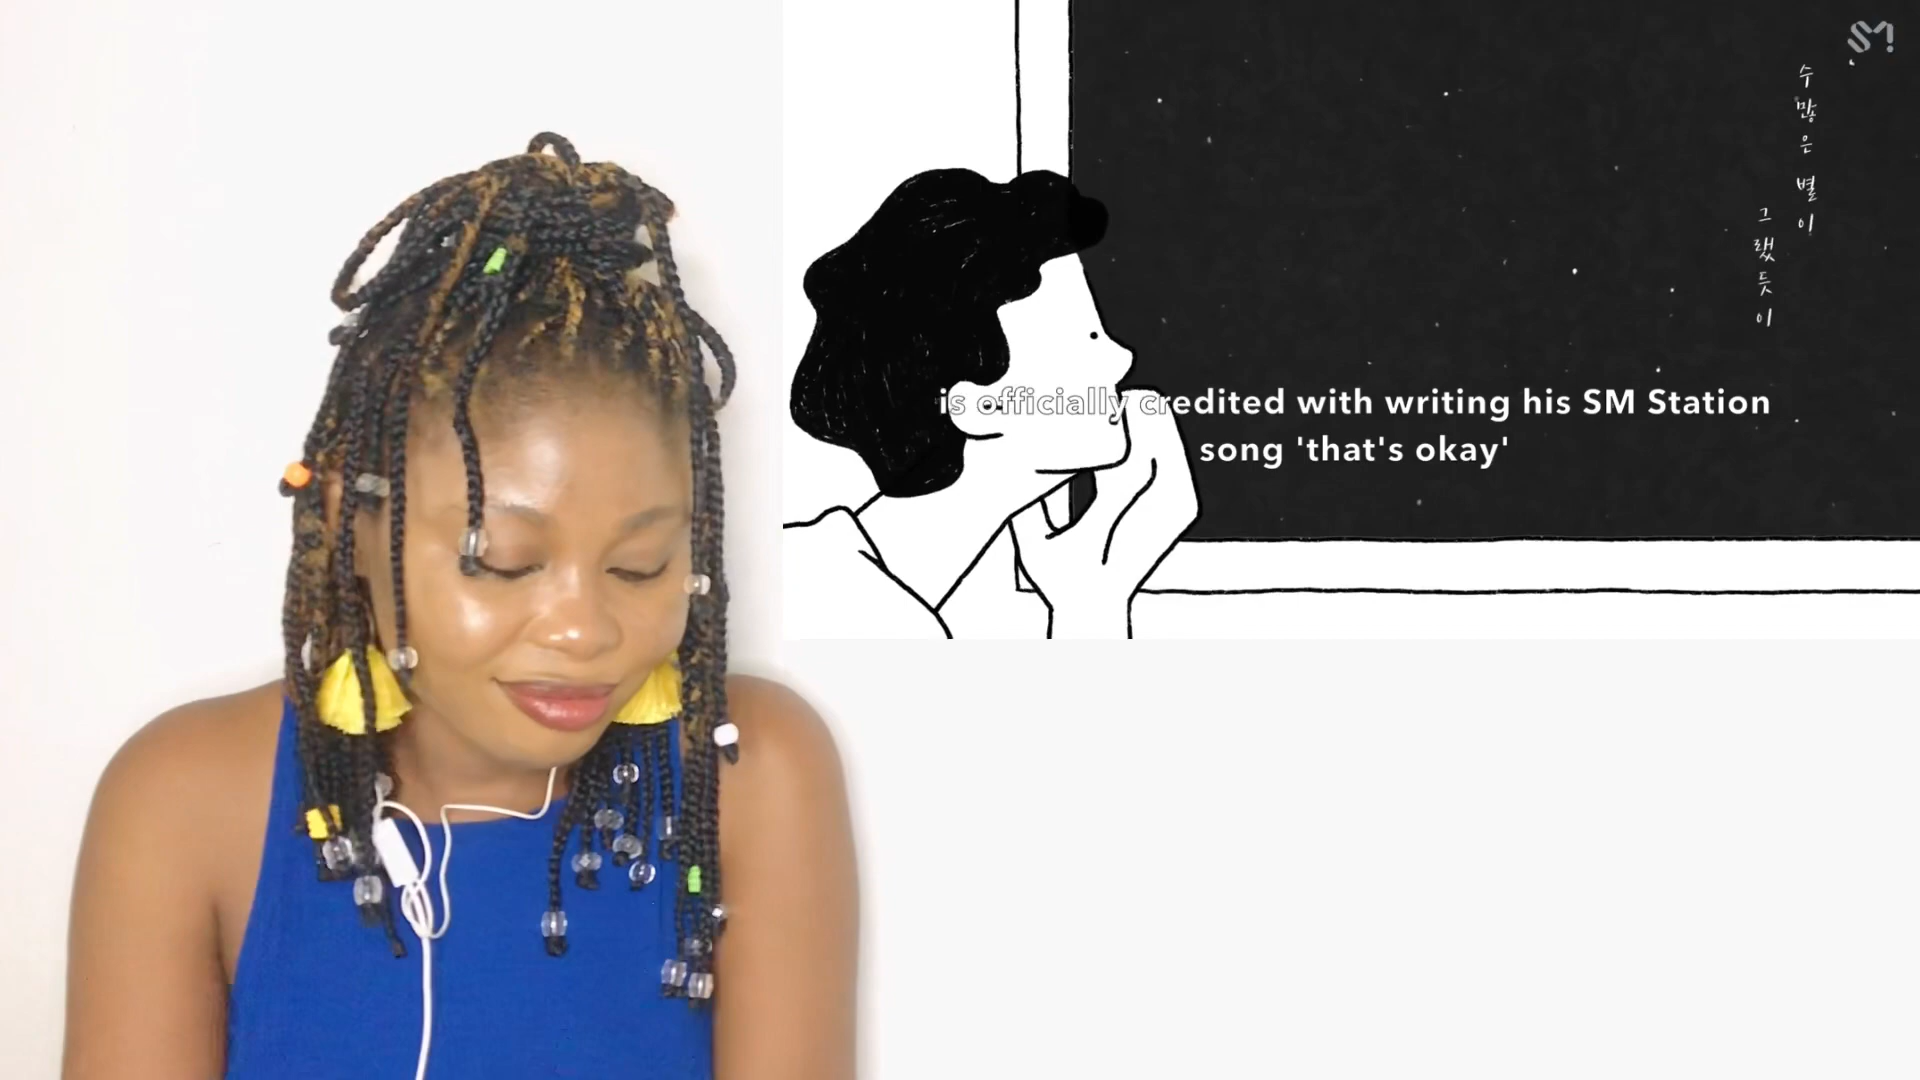 SM!
수많은 별이
그랬듯이
is officially credited with writing his SM Station
song 'that's okay'